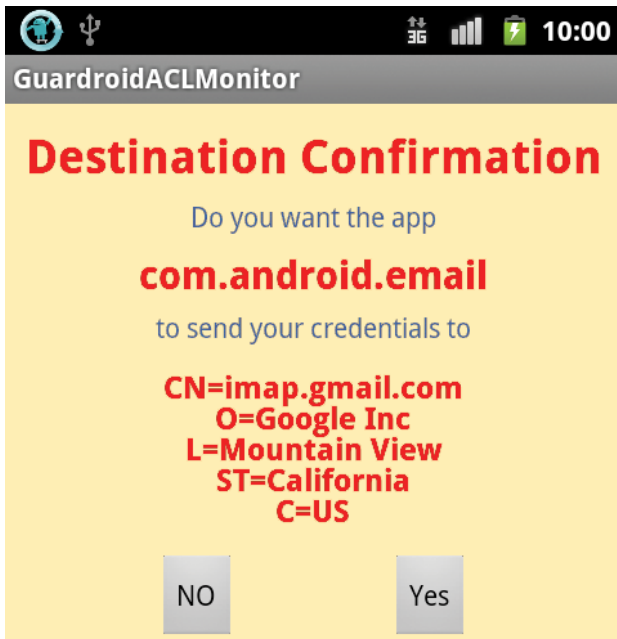 3G 10:00
GuardroidACLMonitor
Destination Confirmation
Do you want the app
com.android.email
to send your credentials to
CN=imap.gmail.com
O=Google Inc
L=Mountain View
ST=California
C=US
NO Yes